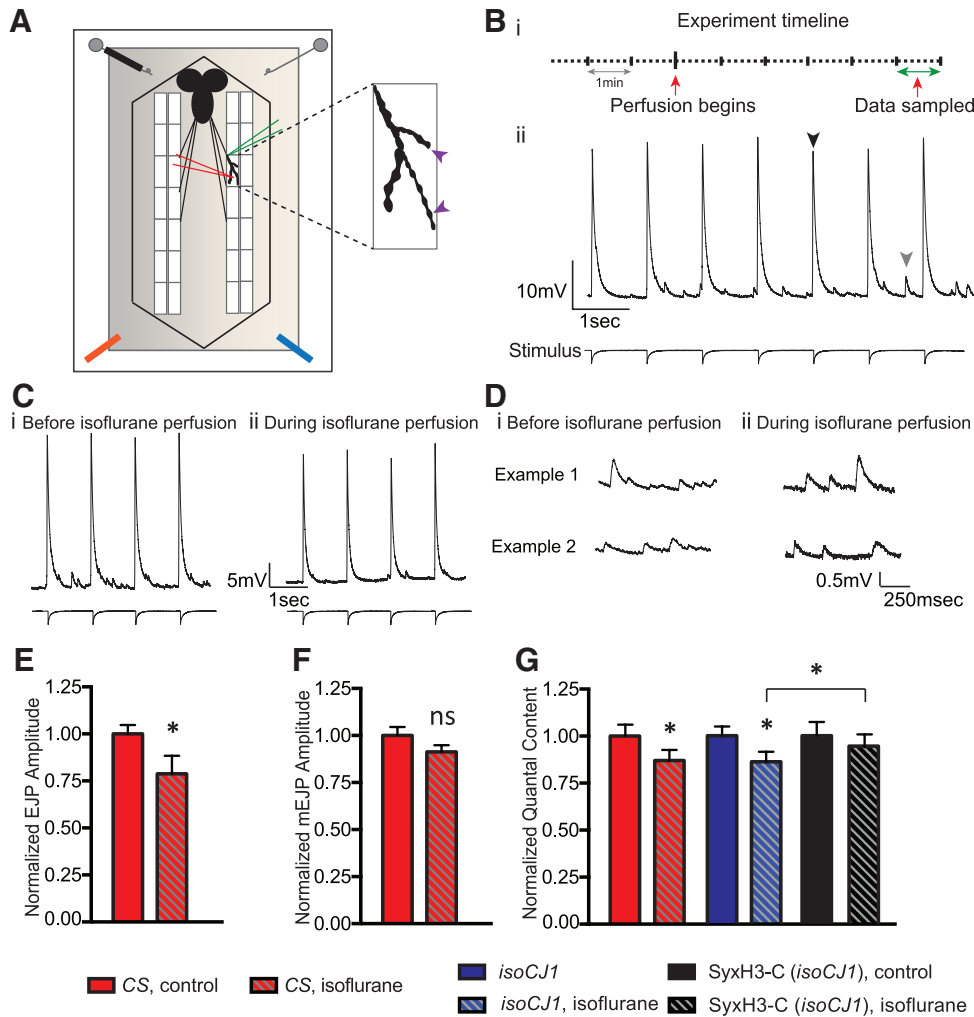 A
B
i
Experiment timeline
1min
Perfusion begins
Data sampled
ii
10mV
1sec
Stimulus
C
i Before isoflurane perfusion
ii During isoflurane perfusion
5mV
1sec
D
i Before isoflurane perfusion
ii During isoflurane perfusion
Example 1
Example 2
0.5mV
250msec
E
Normalized EJP Amplitude
1.25
1.00
0.75
0.50
0.25
0.00
*
F
Normalized mEJP Amplitude
1.25
1.00
0.75
0.50
0.25
0.00
ns
G
Normalized Quantal Content
1.25
1.00
0.75
0.50
0.25
0.00
*
*
*
CS, control
CS, isoflurane
isoCJ1
isoCJ1, isoflurane
SyxH3-C (isoCJ1), control
SyxH3-C (isoCJ1), isoflurane